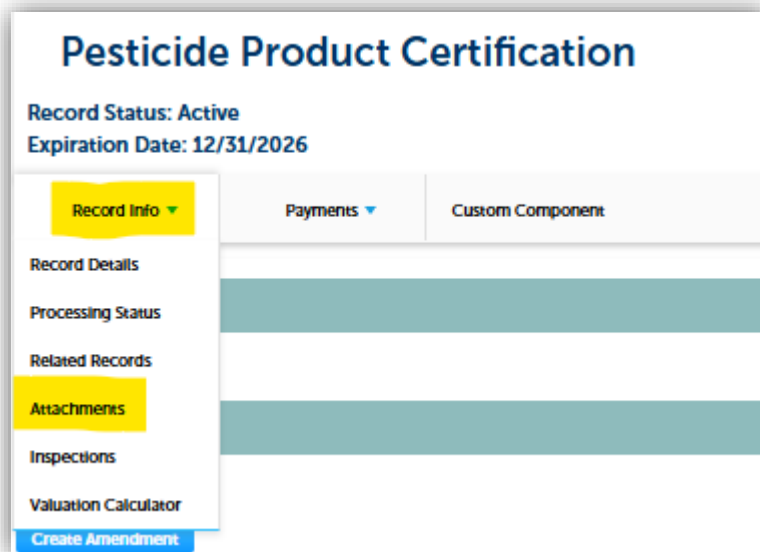 Pesticide Product Certification
Record Status: Active
Expiration Date: 12/31/2026
Record Info Payments Custom Component
Record Details
Processing Status
Related Records
Attachments
Inspections
Valuation Calculator
Create Amendment